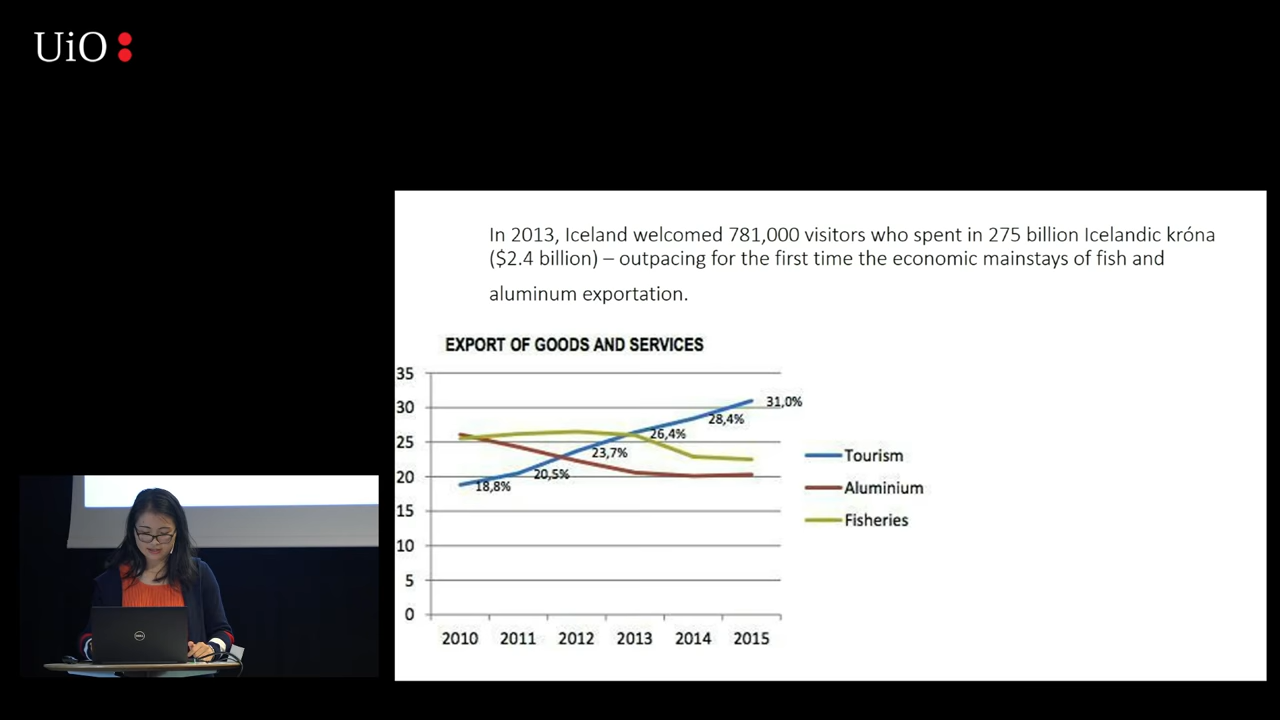 UiO:
In 2013, Iceland welcomed 781,000 visitors who spent in 275 billion Icelandic króna
($2.4 billion) – outpacing for the first time the economic mainstays of fish and
aluminum exportation.
EXPORT OF GOODS AND SERVICES
35
30
25
20
15
10
5
0
18,8%
20,5%
23,7%
26,4%
28,4%
31,0%
2010 2011 2012 2013 2014 2015
Tourism
Aluminium
Fisheries
DELL